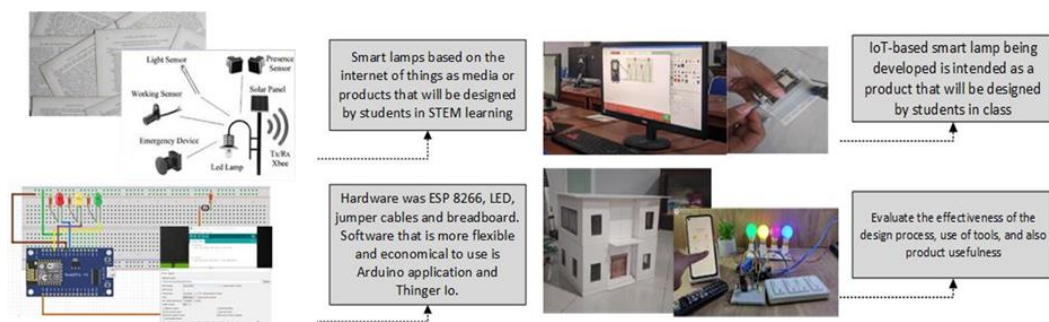 Light Sensor
Presence
Sensor
Solar Panel
Working Sensor
Emergency Device
Led Lamp
Tx/Rx
Xbee
Smart lamps based on the
internet of things as media or
products that will be designed
by students in STEM learning
IoT-based smart lamp being
developed is intended as a
product that will be designed
by students in class
Hardware was ESP 8266, LED,
jumper cables and breadboard.
Software that is more flexible
and economical to use is
Arduino application and
Thinger Io.
Evaluate the effectiveness of the
design process, use of tools, and also
product usefulness